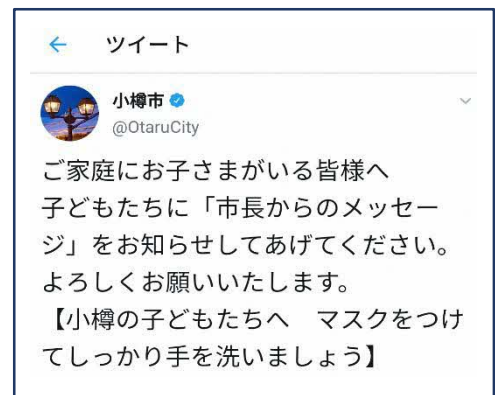 ツイート
小樽市
@OtaruCity
ご家庭にお子さまがいる皆様へ
子どもたちに「市長からのメッセー
ジ」をお知らせしてあげてください。
よろしくお願いいたします。
【小樽の子どもたちへ　マスクをつけ
てしっかり手を洗いましょう】